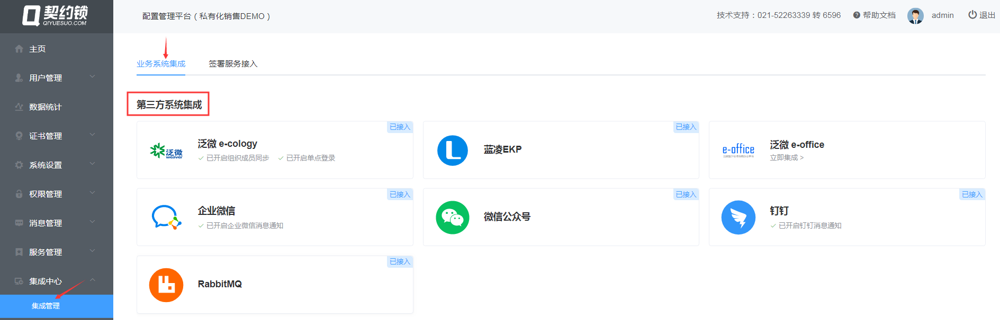 契约锁
QIYUESUO.COM
配置管理平台（私有化销售DEMO）
技术支持：021-52263339 转 6596
帮助文档
admin
退出
主页
用户管理
数据统计
证书管理
系统设置
权限管理
消息管理
服务管理
集成中心
集成管理
业务系统集成
签署服务接入
第三方系统集成
已接入
泛微
weaver
泛微 e-cology
已开启组织成员同步
已开启单点登录
已接入
蓝凌EKP
e-office
泛微 e-office
立即集成 >
已接入
企业微信
已开启企业微信消息通知
已接入
微信公众号
已接入
钉钉
已开启钉钉消息通知
已接入
RabbitMQ